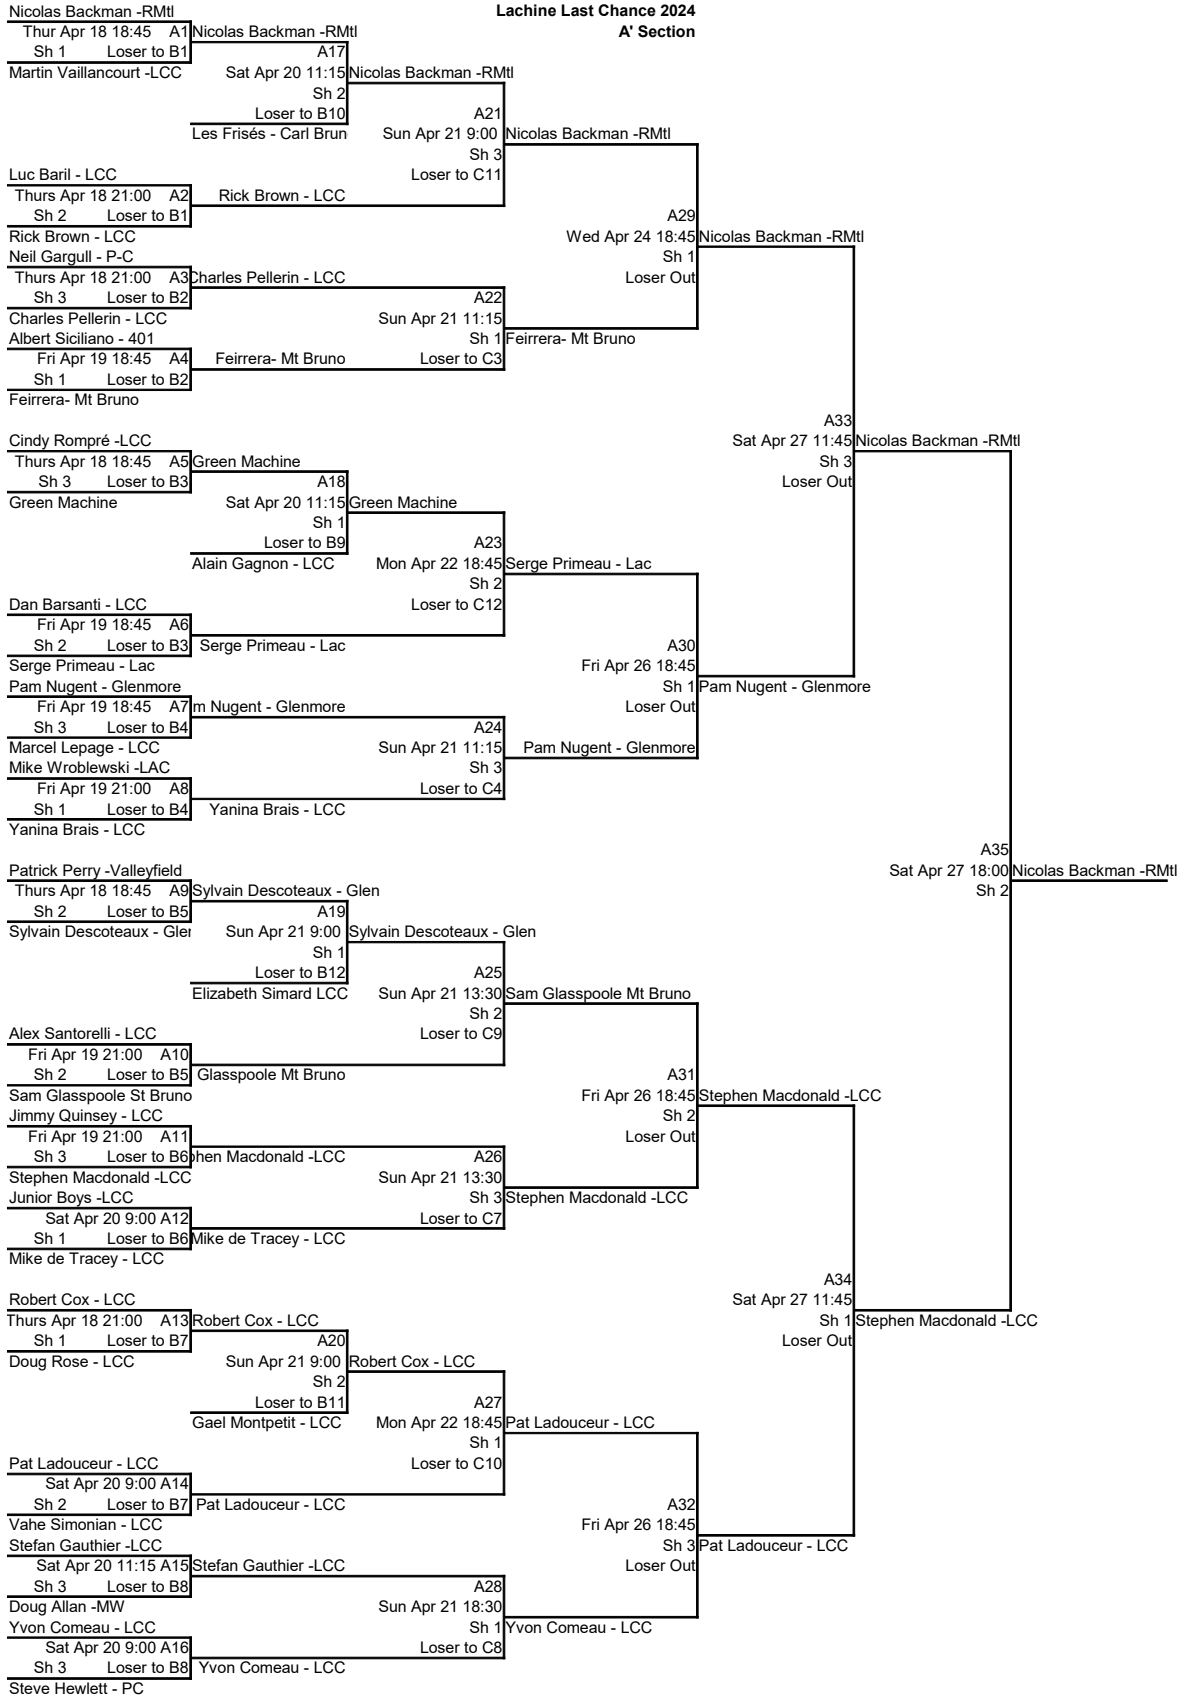 Nicolas Backman -RMtl
Lachine Last Chance 2024
Thur Apr 18 18:45 A1 Nicolas Backman -RMtl
A' Section
Sh 1 Loser to B1 A17
Martin Vaillancourt -LCC Sat Apr 20 11:15 Nicolas Backman -RMtl
Sh 2
Loser to B10 A21
Les Frisés - Carl Brun Sun Apr 21 9:00 Nicolas Backman -RMtl
Sh 3
Luc Baril - LCC Loser to C11
Thurs Apr 18 21:00 A2 Rick Brown - LCC
Sh 2 Loser to B1 A29
Rick Brown - LCC Wed Apr 24 18:45 Nicolas Backman -RMtl
Neil Gargull - P-C Sh 1
Thurs Apr 18 21:00 A3 Charles Pellerin - LCC Loser Out
Sh 3 Loser to B2 A22
Charles Pellerin - LCC Sun Apr 21 11:15
Albert Siciliano - 401 Sh 1 Feirrera- Mt Bruno
Fri Apr 19 18:45 A4 Feirrera- Mt Bruno Loser to C3
Sh 1 Loser to B2
Feirrera- Mt Bruno
A33
Cindy Rompré -LCC Sat Apr 27 11:45 Nicolas Backman -RMtl
Thurs Apr 18 18:45 A5 Green Machine Sh 3
Sh 3 Loser to B3 A18 Loser Out
Green Machine Sat Apr 20 11:15 Green Machine
Sh 1
Loser to B9 A23
Alain Gagnon - LCC Mon Apr 22 18:45 Serge Primeau - Lac
Sh 2
Dan Barsanti - LCC Loser to C12
Fri Apr 19 18:45 A6
Sh 2 Loser to B3 Serge Primeau - Lac A30
Serge Primeau - Lac Fri Apr 26 18:45
Pam Nugent - Glenmore Sh 1 Pam Nugent - Glenmore
Fri Apr 19 18:45 A7 m Nugent - Glenmore Loser Out
Sh 3 Loser to B4 A24
Marcel Lepage - LCC Sun Apr 21 11:15 Pam Nugent - Glenmore
Mike Wroblewski -LAC Sh 3
Fri Apr 19 21:00 A8 Loser to C4
Sh 1 Loser to B4 Yanina Brais - LCC
Yanina Brais - LCC
A35
Patrick Perry -Valleyfield Sat Apr 27 18:00 Nicolas Backman -RMtl
Thurs Apr 18 18:45 A9 Sylvain Descoteaux - Glen Sh 2
Sh 2 Loser to B5 A19
Sylvain Descoteaux - Gler Sun Apr 21 9:00 Sylvain Descoteaux - Glen
Sh 1
Loser to B12 A25
Elizabeth Simard LCC Sun Apr 21 13:30 Sam Glasspoole Mt Bruno
Sh 2
Alex Santorelli - LCC Loser to C9
Fri Apr 19 21:00 A10
Sh 2 Loser to B5 Glasspoole Mt Bruno A31
Sam Glasspoole St Bruno Fri Apr 26 18:45 Stephen Macdonald -LCC
Jimmy Quinsey - LCC Sh 2
Fri Apr 19 21:00 A11 Loser Out
Sh 3 Loser to B6 phen Macdonald -LCC A26
Stephen Macdonald -LCC Sun Apr 21 13:30
Junior Boys -LCC Sh 3 Stephen Macdonald -LCC
Sat Apr 20 9:00 A12 Loser to C7
Sh 1 Loser to B6 Mike de Tracey - LCC
Mike de Tracey - LCC
A34
Robert Cox - LCC Sat Apr 27 11:45
Thurs Apr 18 21:00 A13 Robert Cox - LCC Sh 1 Stephen Macdonald -LCC
Sh 1 Loser to B7 A20 Loser Out
Doug Rose - LCC Sun Apr 21 9:00 Robert Cox - LCC
Sh 2
Loser to B11 A27
Gael Montpetit - LCC Mon Apr 22 18:45 Pat Ladouceur - LCC
Sh 1
Pat Ladouceur - LCC Loser to C10
Sat Apr 20 9:00 A14
Sh 2 Loser to B7 Pat Ladouceur - LCC A32
Vahe Simonian - LCC Fri Apr 26 18:45
Stefan Gauthier -LCC Sh 3 Pat Ladouceur - LCC
Sat Apr 20 11:15 A15 Stefan Gauthier -LCC Loser Out
Sh 3 Loser to B8 A28
Doug Allan -MW Sun Apr 21 18:30
Yvon Comeau - LCC Sh 1 Yvon Comeau - LCC
Sat Apr 20 9:00 A16 Loser to C8
Sh 3 Loser to B8 Yvon Comeau - LCC
Steve Hewlett - PC